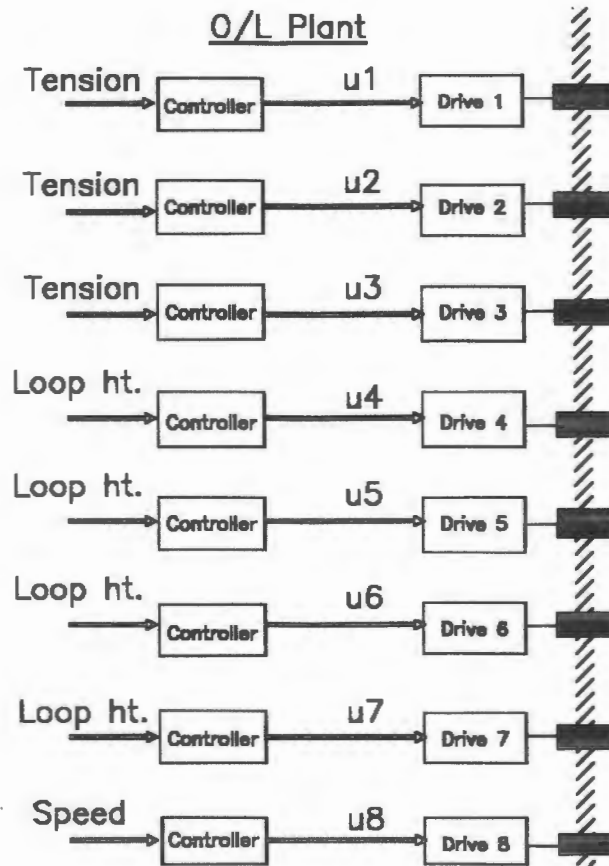 O/L Plant
Tension Controller u1 Drive 1
Tension Controller u2 Drive 2
Tension Controller u3 Drive 3
Loop ht. Controller u4 Drive 4
Loop ht. Controller u5 Drive 5
Loop ht. Controller u6 Drive 6
Loop ht. Controller u7 Drive 7
Speed Controller u8 Drive 8